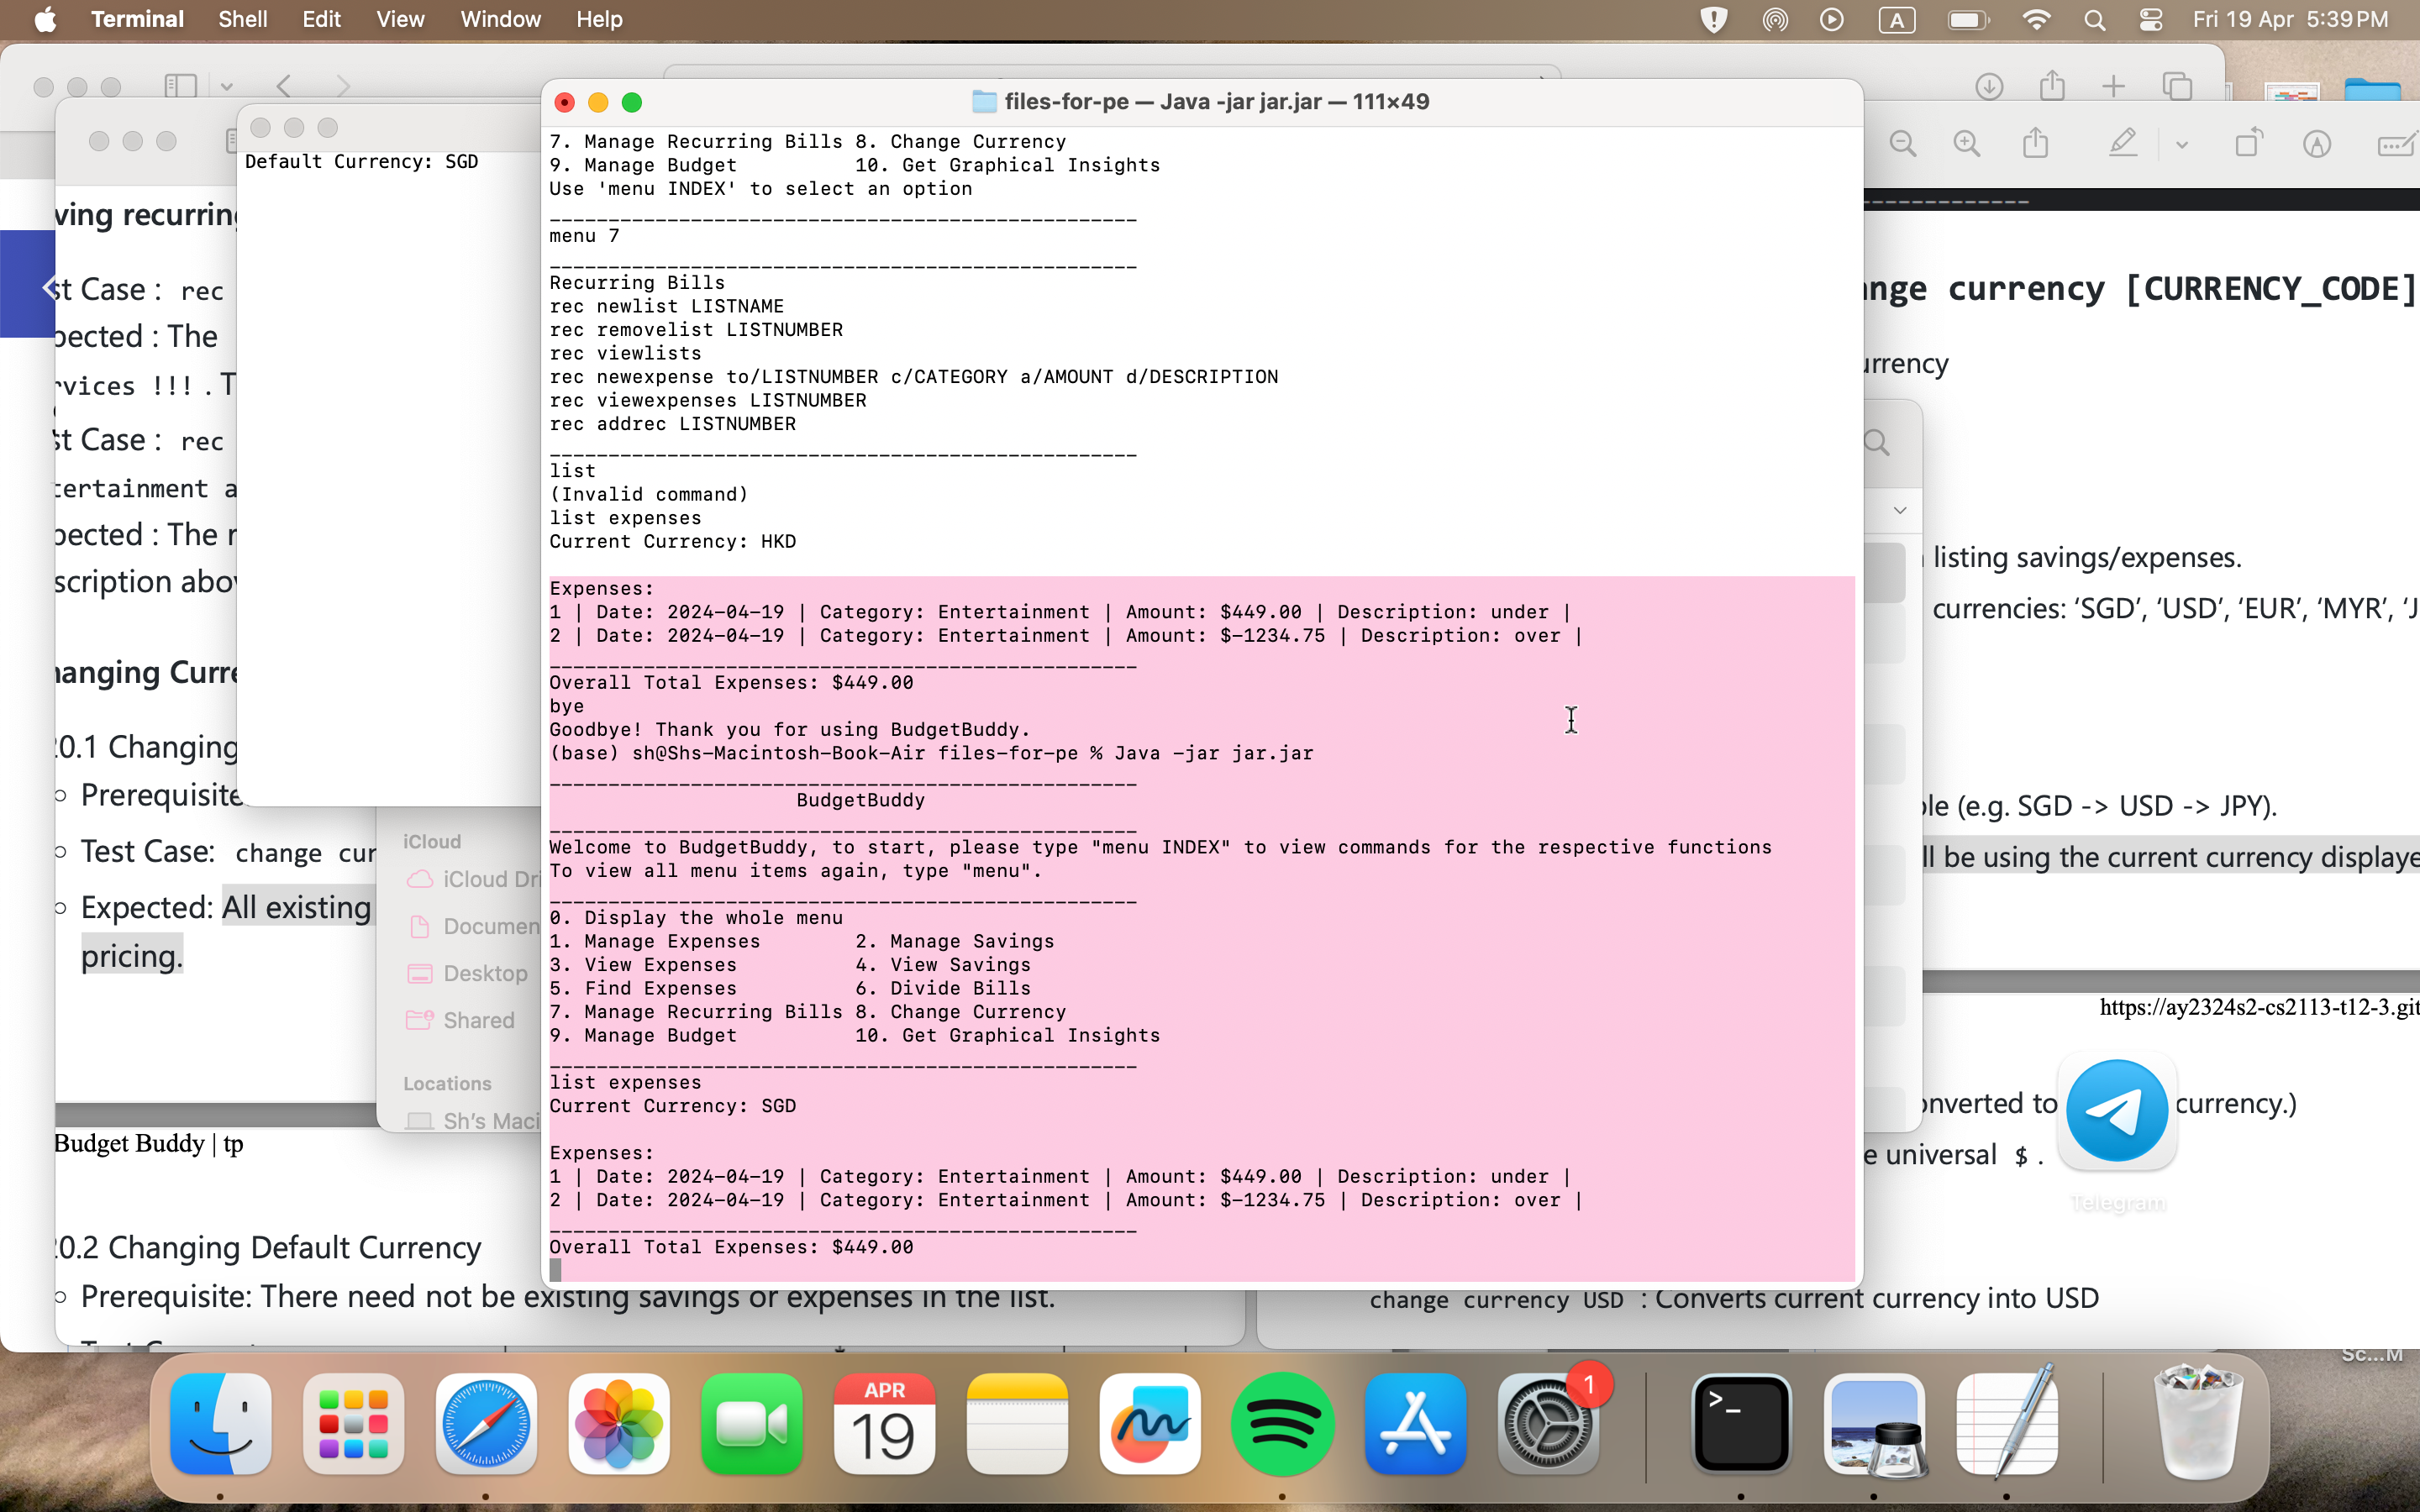 Terminal Shell Edit View Window Help
A Fri 19 Apr 5:39 PM
files-for-pe — Java -jar jar.jar — 111×49
Default Currency: SGD
7. Manage Recurring Bills 8. Change Currency
9. Manage Budget 10. Get Graphical Insights
Use 'menu INDEX' to select an option
__________________________________________________
menu 7
__________________________________________________
Recurring Bills
rec newlist LISTNAME
rec removelist LISTNUMBER
rec viewlists
rec newexpense to/LISTNUMBER c/CATEGORY a/AMOUNT d/DESCRIPTION
rec viewexpenses LISTNUMBER
rec addrec LISTNUMBER
__________________________________________________
list
(Invalid command)
list expenses
Current Currency: HKD
Expenses:
1 | Date: 2024-04-19 | Category: Entertainment | Amount: $449.00 | Description: under |
2 | Date: 2024-04-19 | Category: Entertainment | Amount: $-1234.75 | Description: over |
__________________________________________________
Overall Total Expenses: $449.00
bye
Goodbye! Thank you for using BudgetBuddy.
(base) sh@Shs-Macintosh-Book-Air files-for-pe % Java -jar jar.jar
__________________________________________________
BudgetBuddy
__________________________________________________
Welcome to BudgetBuddy, to start, please type "menu INDEX" to view commands for the respective functions
To view all menu items again, type "menu".
__________________________________________________
0. Display the whole menu
1. Manage Expenses 2. Manage Savings
3. View Expenses 4. View Savings
5. Find Expenses 6. Divide Bills
7. Manage Recurring Bills 8. Change Currency
9. Manage Budget 10. Get Graphical Insights
__________________________________________________
list expenses
Current Currency: SGD
Expenses:
1 | Date: 2024-04-19 | Category: Entertainment | Amount: $449.00 | Description: under |
2 | Date: 2024-04-19 | Category: Entertainment | Amount: $-1234.75 | Description: over |
__________________________________________________
Overall Total Expenses: $449.00
ving recurring
st Case : rec
pected : The
rvices !!! . T
st Case : rec
tertainment a
pected : The r
scription abov
hanging Curre
20.1 Changing
Prerequisite
Test Case: change cur
Expected: All existing
pricing.
Budget Buddy | tp
20.2 Changing Default Currency
Prerequisite: There need not be existing savings or expenses in the list.
iCloud
iCloud Dri
Documen
Desktop
Shared
Locations
Sh's Maci
nge currency [CURRENCY_CODE]
urrency
listing savings/expenses.
currencies: ‘SGD’, ‘USD’, ‘EUR’, ‘MYR’, ‘J
ble (e.g. SGD -> USD -> JPY).
ll be using the current currency displaye
https://ay2324s2-cs2113-t12-3.git
onverted to currency.)
e universal $ .
Telegram
change currency USD : Converts current currency into USD
Sc...M
APR
19
1
>_